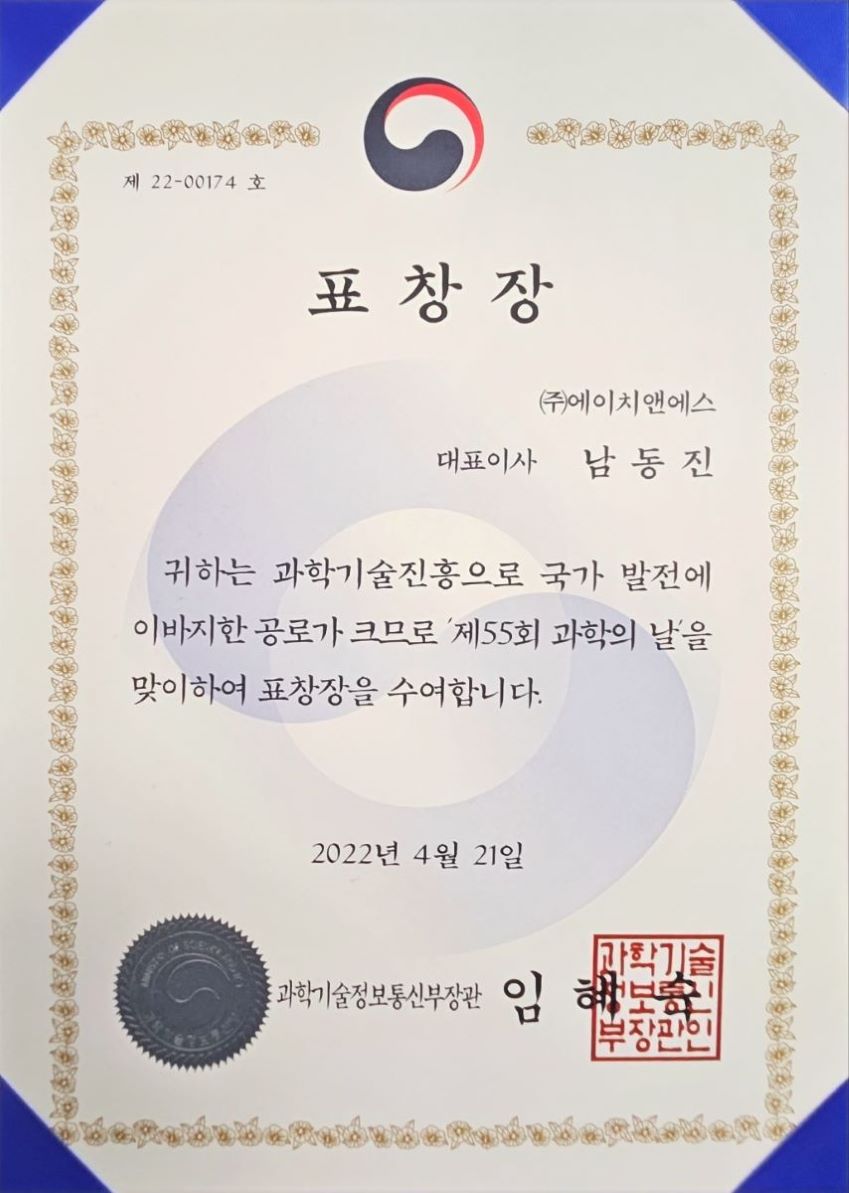 제 22-00174 호
표 창 장
㈜에이치앤에스
대표이사 남 동 진
귀하는 과학기술진흥으로 국가 발전에
이바지한 공로가 크므로 '제55회 과학의 날'을
맞이하여 표창장을 수여합니다.
2022년 4월 21일
과학기술정보통신부장관 임 혜 숙
과학기술
정보통신
부장관인